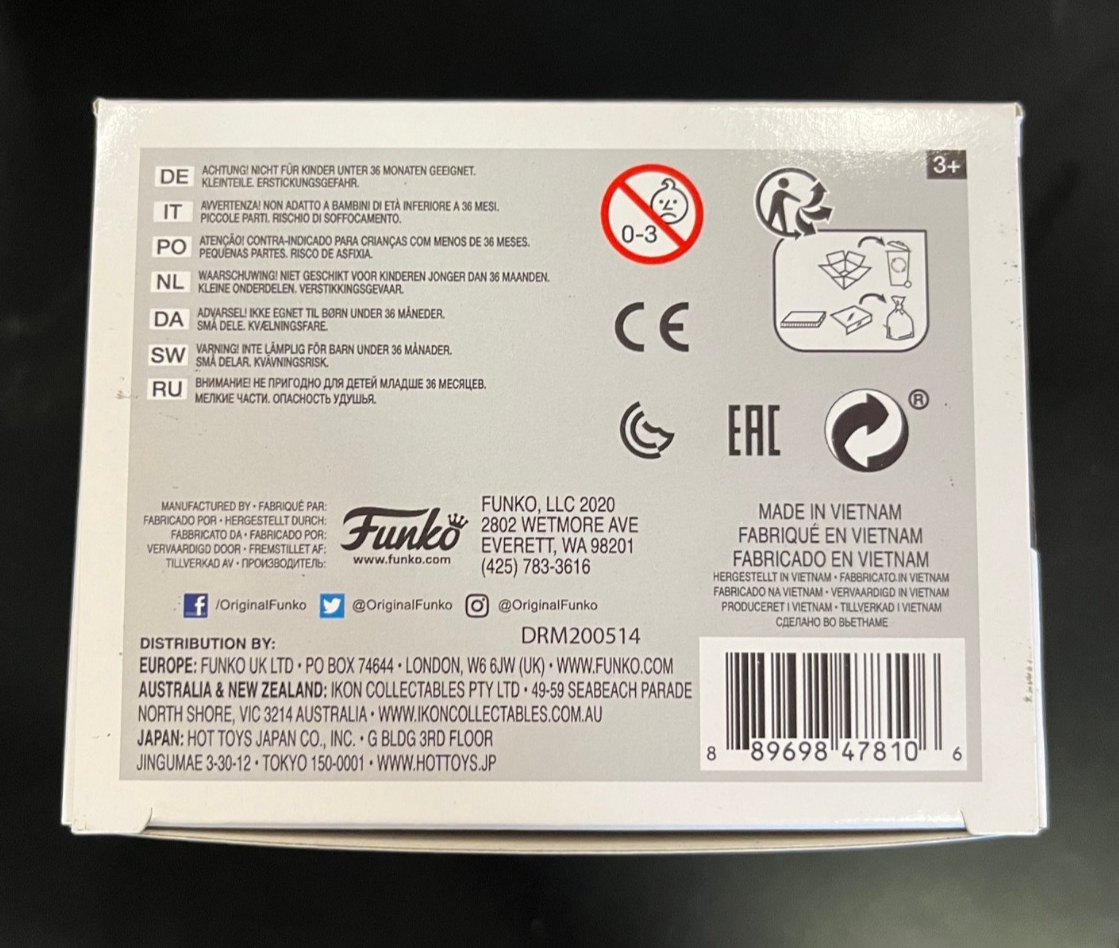 3+
DE ACHTUNG! NICHT FÜR KINDER UNTER 36 MONATEN GEEIGNET.
KLEINTEILE. ERSTICKUNGSGEFAHR.
IT AVVERTENZA! NON ADATTO A BAMBINI DI ETÀ INFERIORE A 36 MESI.
PICCOLE PARTI. RISCHIO DI SOFFOCAMENTO.
PO ATENÇÃO! CONTRA-INDICADO PARA CRIANÇAS COM MENOS DE 36 MESES.
PEQUENAS PARTES. RISCO DE ASFIXIA.
NL WAARSCHUWING! NIET GESCHIKT VOOR KINDEREN JONGER DAN 36 MAANDEN.
KLEINE ONDERDELEN. VERSTIKKINGSGEVAAR.
DA ADVARSEL! IKKE EGNET TIL BØRN UNDER 36 MÅNEDER.
SMÅ DELE. KVÆLNINGSFARE.
SW VARNING! INTE LÄMPLIG FÖR BARN UNDER 36 MÅNADER.
SMÅ DELAR. KVÄVNINGSRISK.
RU ВНИМАНИЕ! НЕ ПРИГОДНО ДЛЯ ДЕТЕЙ МЛАДШЕ 36 МЕСЯЦЕВ.
МЕЛКИЕ ЧАСТИ. ОПАСНОСТЬ УДУШЬЯ.
0-3
CE
EAC
®
MANUFACTURED BY • FABRIQUÉ PAR:
FABRICADO POR • HERGESTELLT DURCH:
FABBRICATO DA • FABRICADO POR:
VERVAARDIGD DOOR • FREMSTILLET AF:
TILLVERKAD AV • ПРОИЗВОДИТЕЛЬ:
Funko
www.funko.com
FUNKO, LLC 2020
2802 WETMORE AVE
EVERETT, WA 98201
(425) 783-3616
/OriginalFunko @OriginalFunko @OriginalFunko
DRM200514
DISTRIBUTION BY:
EUROPE: FUNKO UK LTD • PO BOX 74644 • LONDON, W6 6JW (UK) • WWW.FUNKO.COM
AUSTRALIA & NEW ZEALAND: IKON COLLECTABLES PTY LTD • 49-59 SEABEACH PARADE
NORTH SHORE, VIC 3214 AUSTRALIA • WWW.IKONCOLLECTABLES.COM.AU
JAPAN: HOT TOYS JAPAN CO., INC. • G BLDG 3RD FLOOR
JINGUMAE 3-30-12 • TOKYO 150-0001 • WWW.HOTTOYS.JP
MADE IN VIETNAM
FABRIQUÉ EN VIETNAM
FABRICADO EN VIETNAM
HERGESTELLT IN VIETNAM • FABBRICATO.IN VIETNAM
FABRICADO NA VIETNAM • VERVAARDIGD IN VIETNAM
PRODUCERET I VIETNAM • TILLVERKAD I VIETNAM
СДЕЛАНО ВО ВЬЕТНАМЕ
8 89698 47810 6